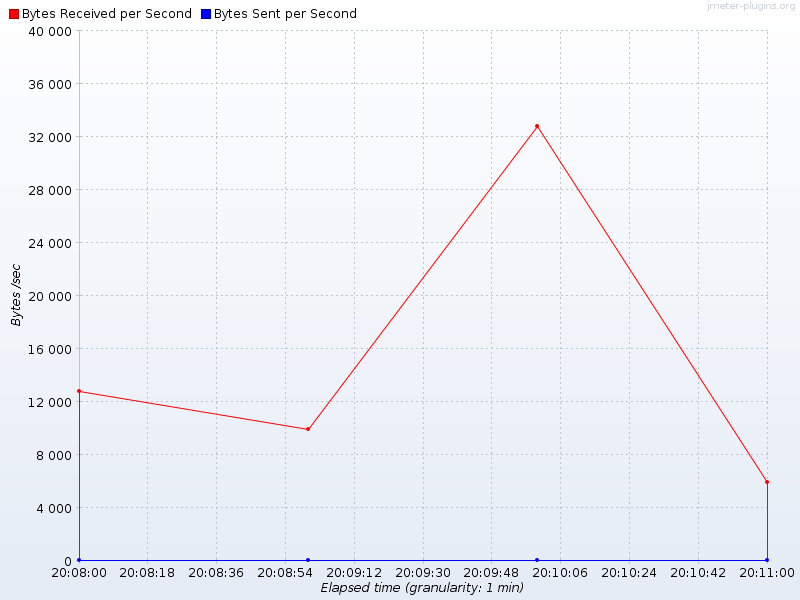 jmeter-plugins.org
Bytes Received per Second Bytes Sent per Second
40 000
36 000
32 000
28 000
24 000
20 000
16 000
12 000
8 000
4 000
0
Bytes /sec
20:08:00 20:08:18 20:08:36 20:08:54 20:09:12 20:09:30 20:09:48 20:10:06 20:10:24 20:10:42 20:11:00
Elapsed time (granularity: 1 min)